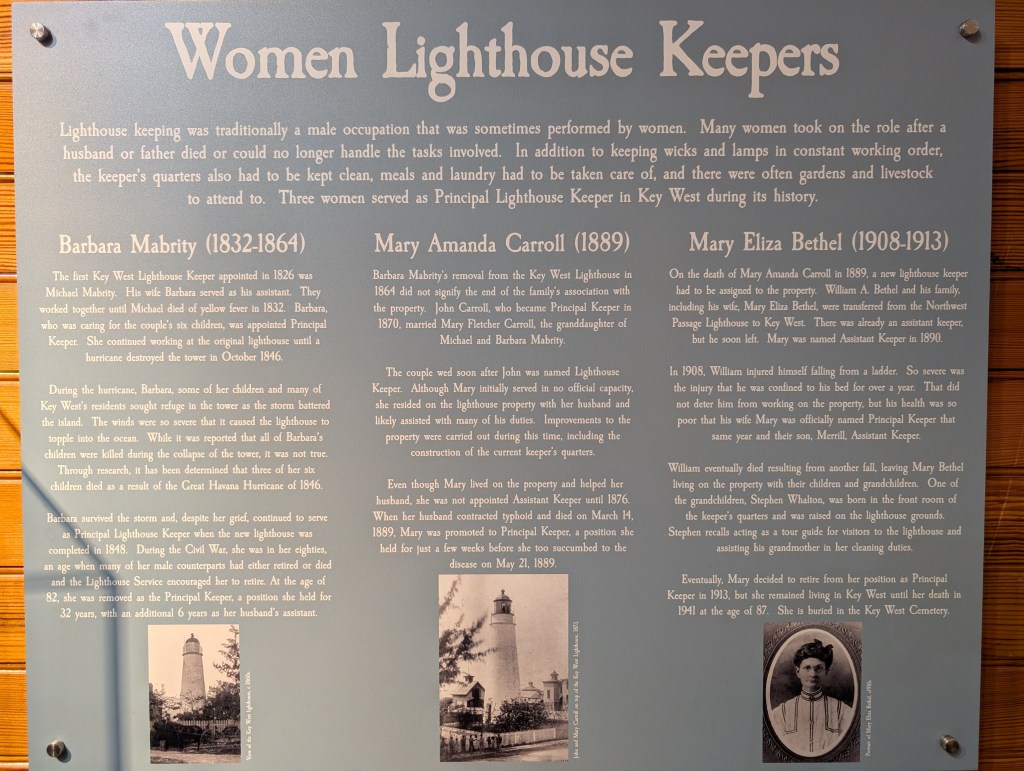 Women Lighthouse Keepers
Lighthouse keeping was traditionally a male occupation that was sometimes performed by women. Many women took on the role after a
husband or father died or could no longer handle the tasks involved. In addition to keeping wicks and lamps in constant working order,
the keeper's quarters also had to be kept clean, meals and laundry had to be taken care of, and there were often gardens and livestock
to attend to. Three women served as Principal Lighthouse Keeper in Key West during its history.
Barbara Mabrity (1832-1864)
The first Key West Lighthouse Keeper appointed in 1826 was
Michael Mabrity. His wife Barbara served as his assistant. They
worked together until Michael died of yellow fever in 1832. Barbara,
who was caring for the couple's six children, was appointed Principal
Keeper. She continued working at the original lighthouse until a
hurricane destroyed the tower in October 1846.
During the hurricane, Barbara, some of her children and many of
Key West's residents sought refuge in the tower as the storm battered
the island. The winds were so severe that it caused the lighthouse to
topple into the ocean. While it was reported that all of Barbara's
children were killed during the collapse of the tower, it was not true.
Through research, it has been determined that three of her six
children died as a result of the Great Havana Hurricane of 1846.
Barbara survived the storm and, despite her grief, continued to serve
as Principal Lighthouse Keeper when the new lighthouse was
completed in 1848. During the Civil War, she was in her eighties,
an age when many of her male counterparts had either retired or died
and the Lighthouse Service encouraged her to retire. At the age of
82, she was removed as the Principal Keeper, a position she held for
32 years, with an additional 6 years as her husband's assistant.
View of the Key West Lighthouse, c. 1860s
Mary Amanda Carroll (1889)
Barbara Mabrity's removal from the Key West Lighthouse in
1864 did not signify the end of the family's association with
the property. John Carroll, who became Principal Keeper in
1870, married Mary Fletcher Carroll, the granddaughter of
Michael and Barbara Mabrity.
The couple wed soon after John was named Lighthouse
Keeper. Although Mary initially served in no official capacity,
she resided on the lighthouse property with her husband and
likely assisted with many of his duties. Improvements to the
property were carried out during this time, including the
construction of the current keeper's quarters.
Even though Mary lived on the property and helped her
husband, she was not appointed Assistant Keeper until 1876.
When her husband contracted typhoid and died on March 14,
1889, Mary was promoted to Principal Keeper, a position she
held for just a few weeks before she too succumbed to the
disease on May 21, 1889.
John and Mary Carroll on top of the Key West Lighthouse,
Mary Eliza Bethel (1908-1913)
On the death of Mary Amanda Carroll in 1889, a new lighthouse keeper
had to be assigned to the property. William A. Bethel and his family,
including his wife, Mary Eliza Bethel, were transferred from the Northwest
Passage Lighthouse to Key West. There was already an assistant keeper,
but he soon left. Mary was named Assistant Keeper in 1890.
In 1908, William injured himself falling from a ladder. So severe was
the injury that he was confined to his bed for over a year. That did
not deter him from working on the property, but his health was so
poor that his wife Mary was officially named Principal Keeper that
same year and their son, Merrill, Assistant Keeper.
William eventually died resulting from another fall, leaving Mary Bethel
living on the property with their children and grandchildren. One of
the grandchildren, Stephen Whalton, was born in the front room of
the keeper's quarters and was raised on the lighthouse grounds.
Stephen recalls acting as a tour guide for visitors to the lighthouse and
assisting his grandmother in her cleaning duties.
Eventually, Mary decided to retire from her position as Principal
Keeper in 1913, but she remained living in Key West until her death in
1941 at the age of 87. She is buried in the Key West Cemetery.
Portrait of Mary Eliza Bethel,